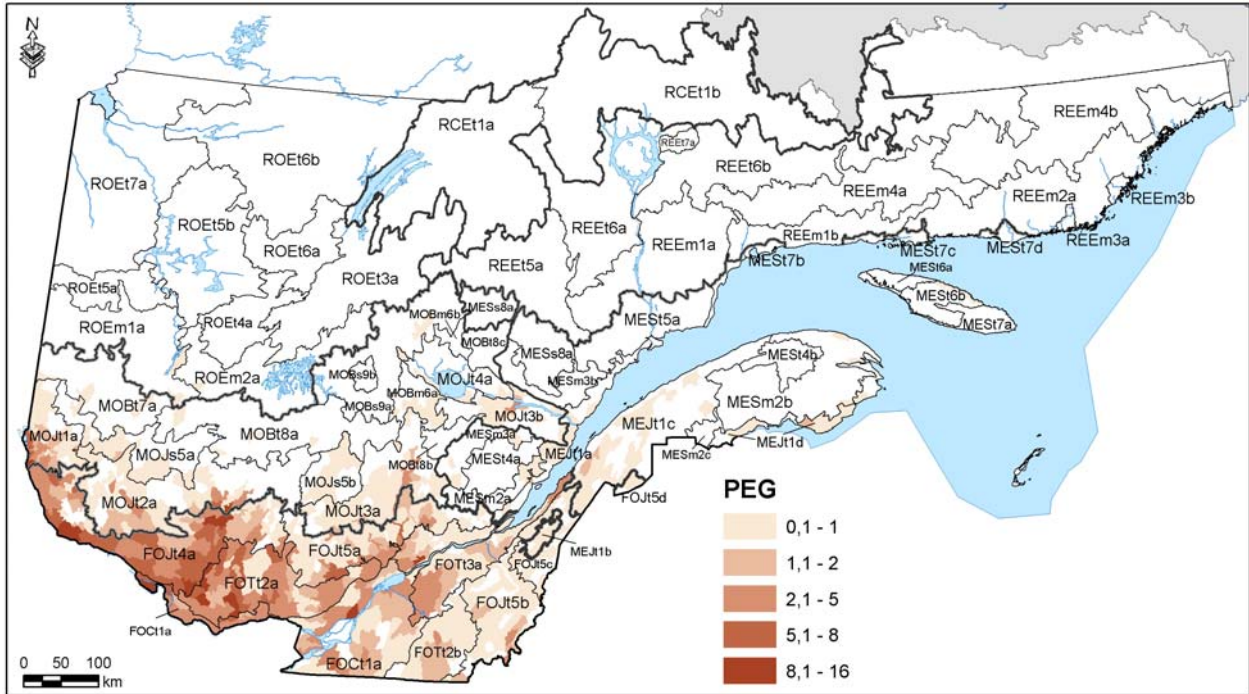 N
RCEt1b
REEm4b
RCEt1a
REEt7a
ROEt6b
REEt6b
ROEt7a
REEm4a
REEm2a
REEm3b
ROEt5b
REEt6a
REEm1a
REEm1b
REEm3a
ROEt6a
MESt7c
MESt7d
MESt7b
REEt5a
MESt6a
ROEt3a
ROEt5a
MESt6b
MOBm6b
MESs8a
MESt5a
MESt7a
ROEm1a
ROEt4a
MOBt8c
MESs8a
MESt4b
ROEm2a
MOBs9b
MOJt4a
MESm3b
MOBm6a
MESm2b
MOBt7a
MOBs9a
MOJt3b
MOJt1a
MOBt8a
MESm3a
MEJt1c
MEJt1d
MOJs5a
MESt4a
MEJt1a
MESm2c
MOBt8b
MOJs5b
FOJt5d
MOJt2a
MESm2a
MOJt3a
MEJt1b
FOJt4a
FOJt5a
FOTt3a
FOJt5c
FOTt2a
FOJt5b
FOCt1a
FOCt1a
FOTt2b
PEG
0,1 - 1
1,1 - 2
2,1 - 5
5,1 - 8
8,1 - 16
0 50 100
km